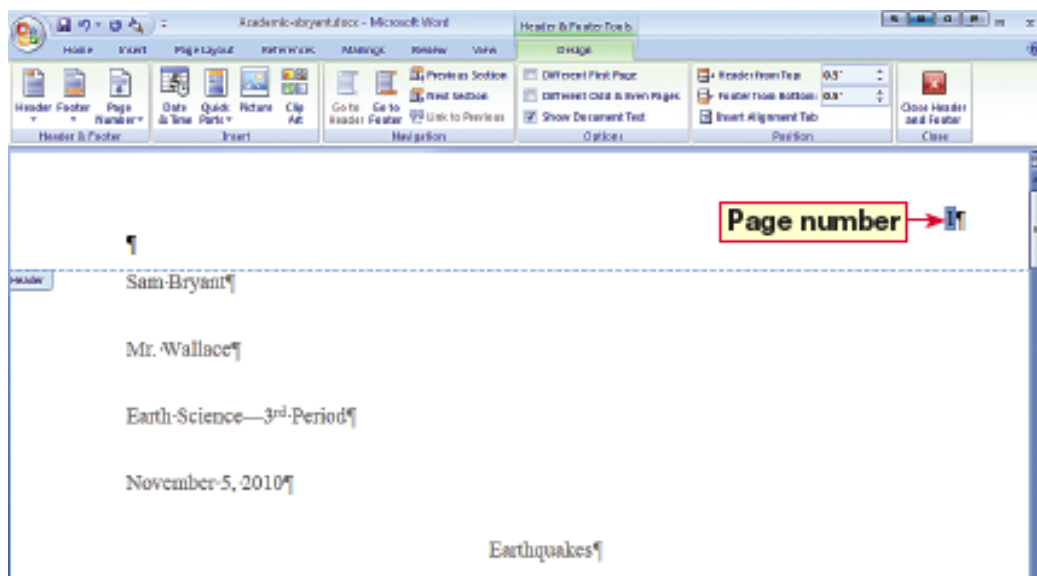 Academic-sbryant.docx - Microsoft Word
Header & Footer Tools
Home Insert Page Layout References Mailings Review View Design
Header Footer Page Number
Header & Footer
Date & Time Quick Parts Picture Clip Art
Insert
Go to Header Go to Footer
Previous Section
Next Section
Link to Previous
Navigation
Different First Page
Different Odd & Even Pages
Show Document Text
Options
Header from Top: 0.5"
Footer from Bottom: 0.5"
Insert Alignment Tab
Position
Close Header and Footer
Close
Page number 1¶
¶
Header
Sam·Bryant¶
Mr.·Wallace¶
Earth·Science—3rd·Period¶
November·5,·2010¶
Earthquakes¶